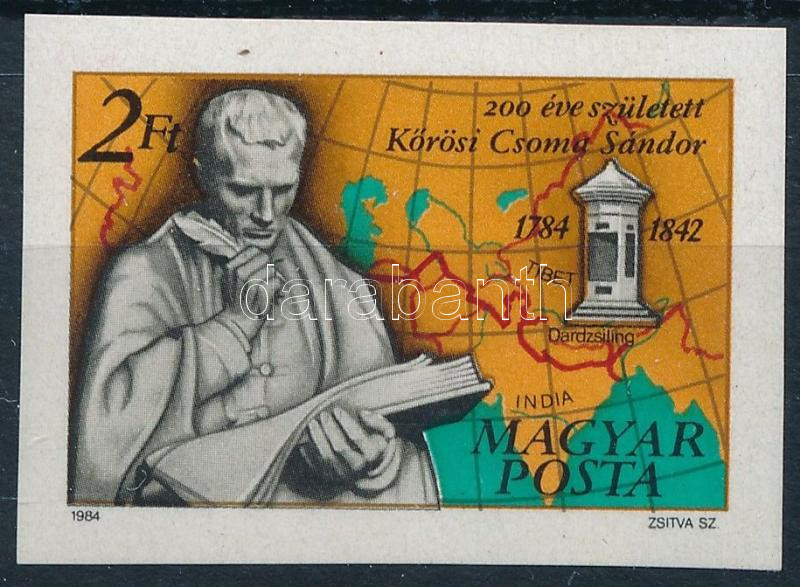 2Ft
200 éve született
Kőrösi Csoma Sándor
1784 1842
TIBET
darabanth
Dardzsiling
INDIA
MAGYAR
POSTA
1984 ZSITVA SZ.